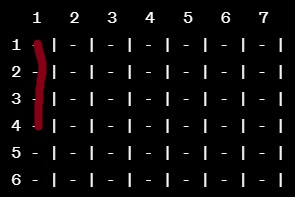 1 2 3 4 5 6 7
1 - | - | - | - | - | - | - |
2 - | - | - | - | - | - | - |
3 - | - | - | - | - | - | - |
4 - | - | - | - | - | - | - |
5 - | - | - | - | - | - | - |
6 - | - | - | - | - | - | - |